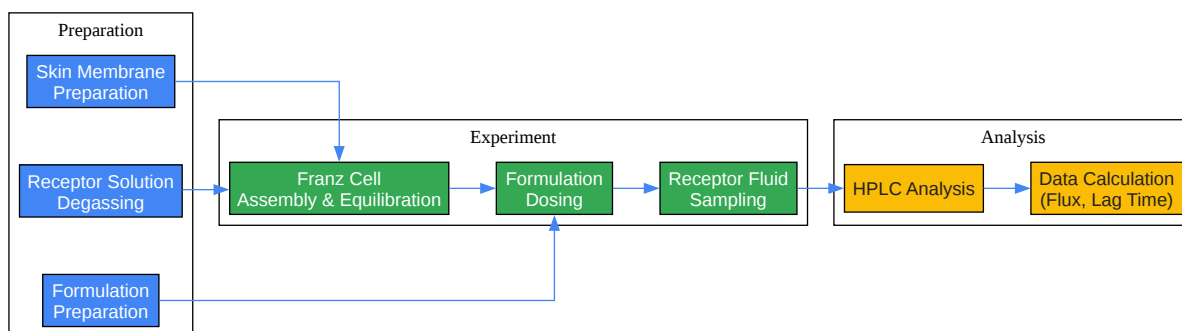 Preparation
Skin Membrane
Preparation
Receptor Solution
Degassing
Formulation
Preparation
Experiment
Franz Cell
Assembly & Equilibration
Formulation
Dosing
Receptor Fluid
Sampling
Analysis
HPLC Analysis
Data Calculation
(Flux, Lag Time)